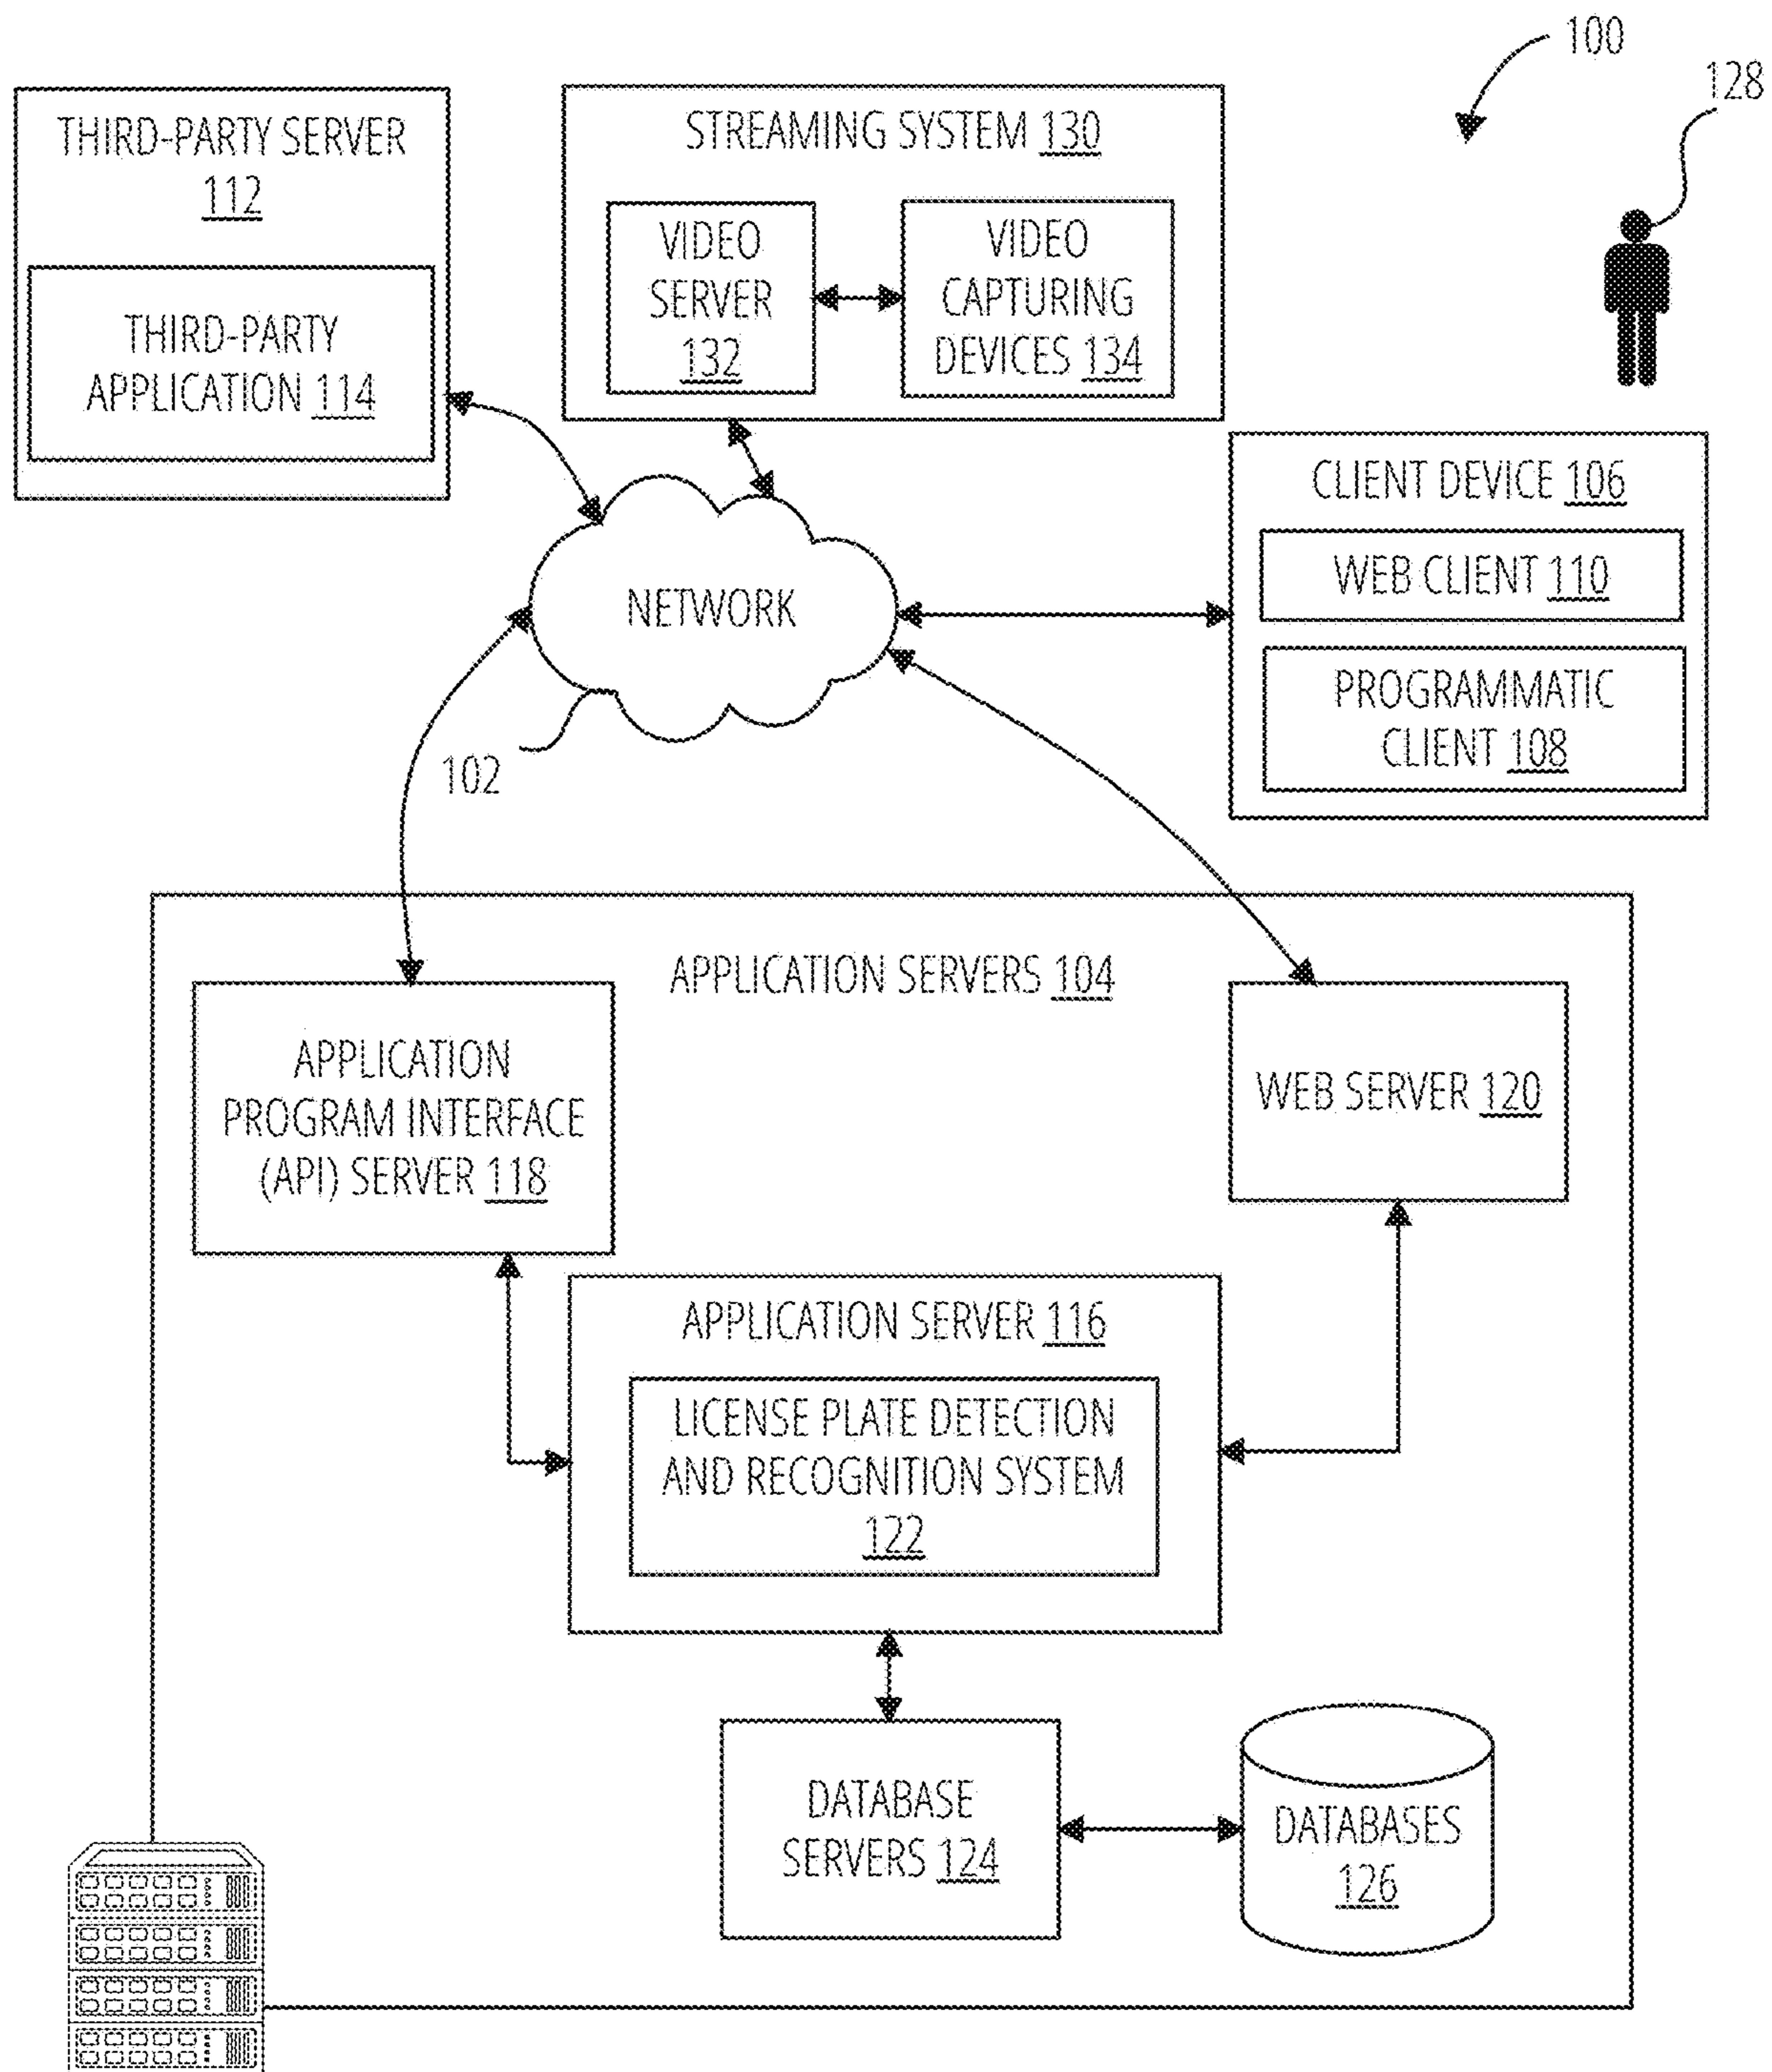 100
128
THIRD-PARTY SERVER
112
THIRD-PARTY
APPLICATION 114
STREAMING SYSTEM 130
VIDEO
SERVER
132
VIDEO
CAPTURING
DEVICES 134
CLIENT DEVICE 106
WEB CLIENT 110
PROGRAMMATIC
CLIENT 108
NETWORK
102
APPLICATION SERVERS 104
APPLICATION
PROGRAM INTERFACE
(API) SERVER 118
WEB SERVER 120
APPLICATION SERVER 116
LICENSE PLATE DETECTION
AND RECOGNITION SYSTEM
122
DATABASE
SERVERS 124
DATABASES
126